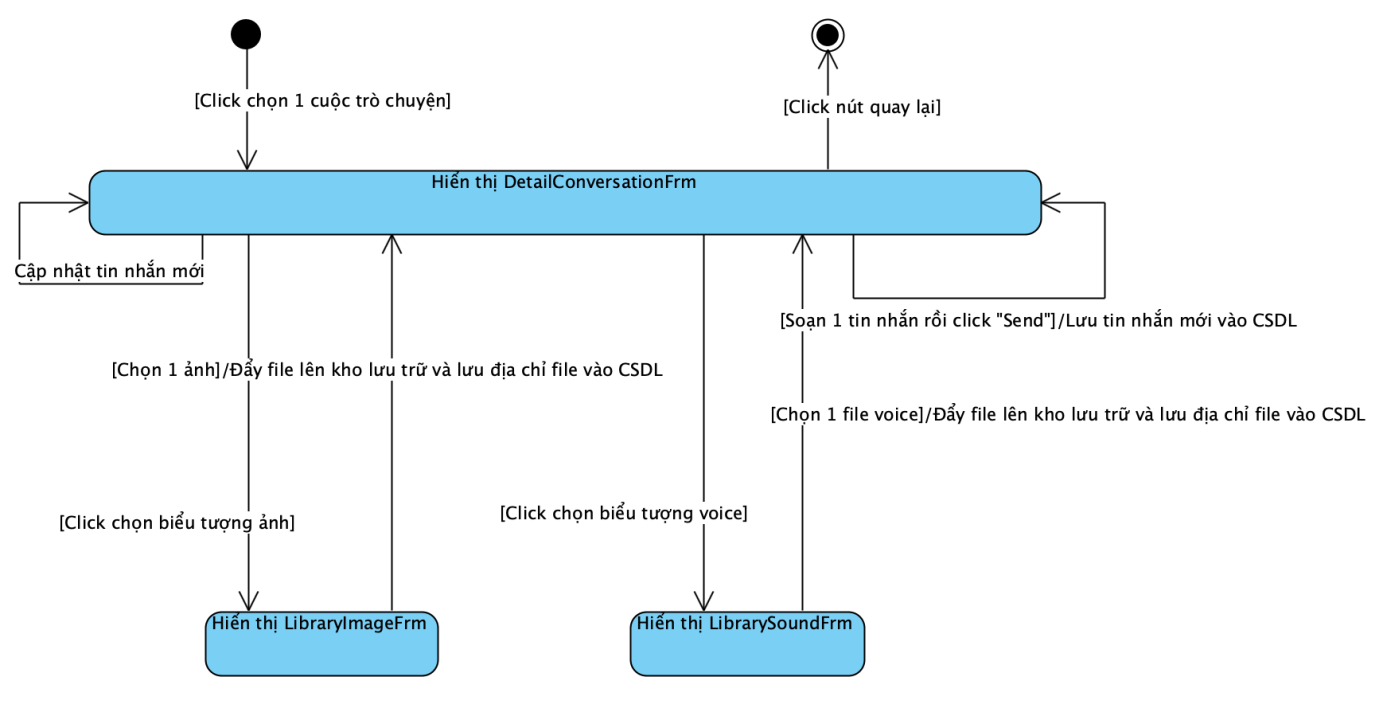 [Click chọn 1 cuộc trò chuyện]
[Click nút quay lại]
Hiển thị DetailConversationFrm
Cập nhật tin nhắn mới
[Soạn 1 tin nhắn rồi click "Send"]/Lưu tin nhắn mới vào CSDL
[Chọn 1 ảnh]/Đẩy file lên kho lưu trữ và lưu địa chỉ file vào CSDL
[Chọn 1 file voice]/Đẩy file lên kho lưu trữ và lưu địa chỉ file vào CSDL
[Click chọn biểu tượng ảnh]
[Click chọn biểu tượng voice]
Hiển thị LibraryImageFrm
Hiển thị LibrarySoundFrm